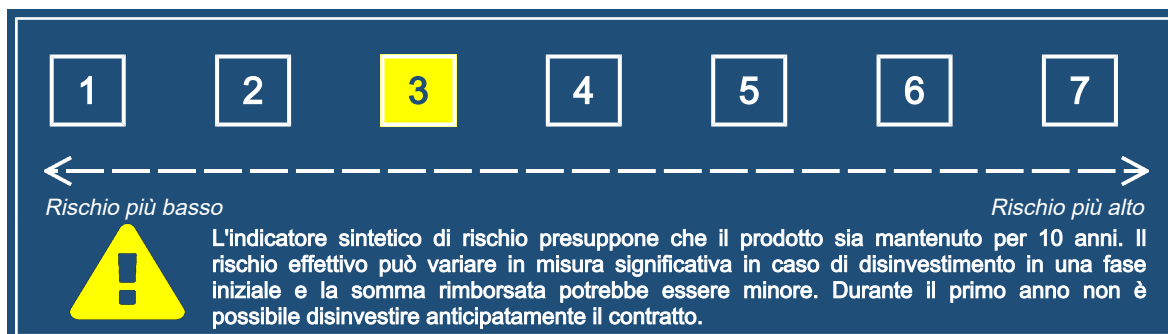 1 2 3 4 5 6 7
Rischio più basso Rischio più alto
L'indicatore sintetico di rischio presuppone che il prodotto sia mantenuto per 10 anni. Il
rischio effettivo può variare in misura significativa in caso di disinvestimento in una fase
iniziale e la somma rimborsata potrebbe essere minore. Durante il primo anno non è
possibile disinvestire anticipatamente il contratto.